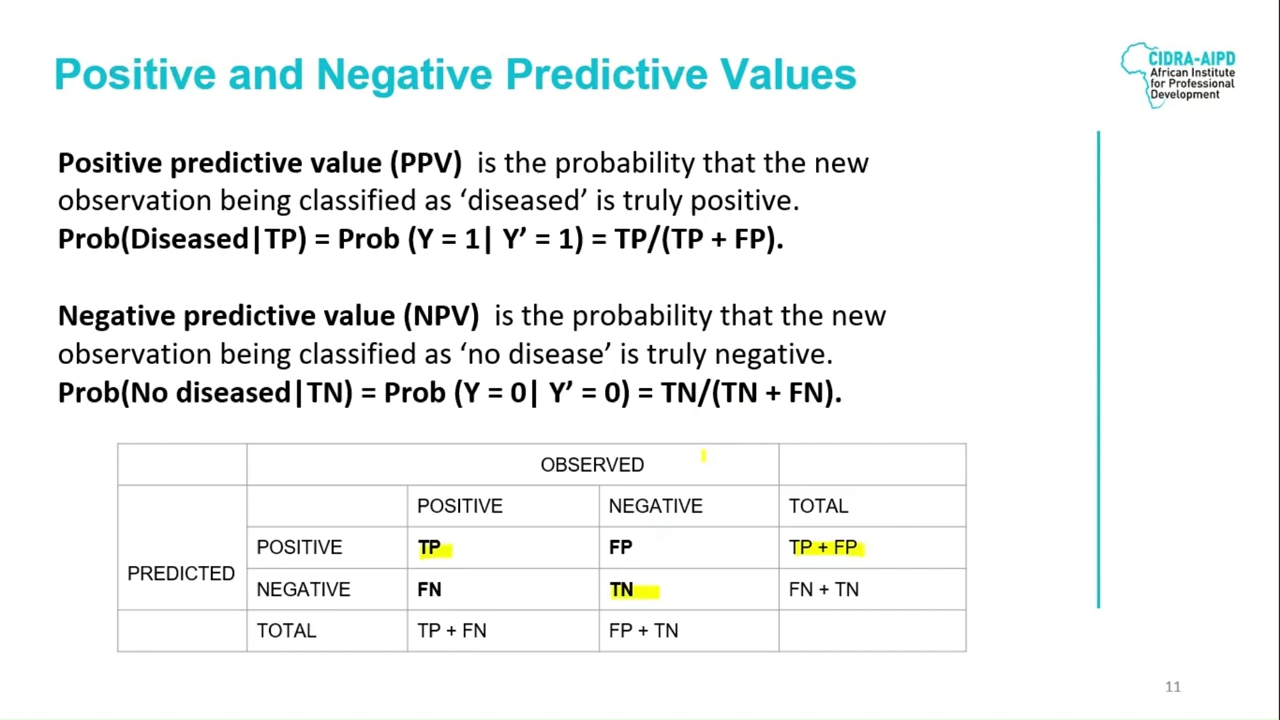 Positive and Negative Predictive Values
CIDRA-AIPD
African Institute
for Professional
Development
Positive predictive value (PPV) is the probability that the new
observation being classified as ‘diseased’ is truly positive.
Prob(Diseased|TP) = Prob (Y = 1| Y’ = 1) = TP/(TP + FP).
Negative predictive value (NPV) is the probability that the new
observation being classified as ‘no disease’ is truly negative.
Prob(No diseased|TN) = Prob (Y = 0| Y’ = 0) = TN/(TN + FN).
OBSERVED
POSITIVE NEGATIVE TOTAL
POSITIVE TP FP TP + FP
PREDICTED
NEGATIVE FN TN FN + TN
TOTAL TP + FN FP + TN
11